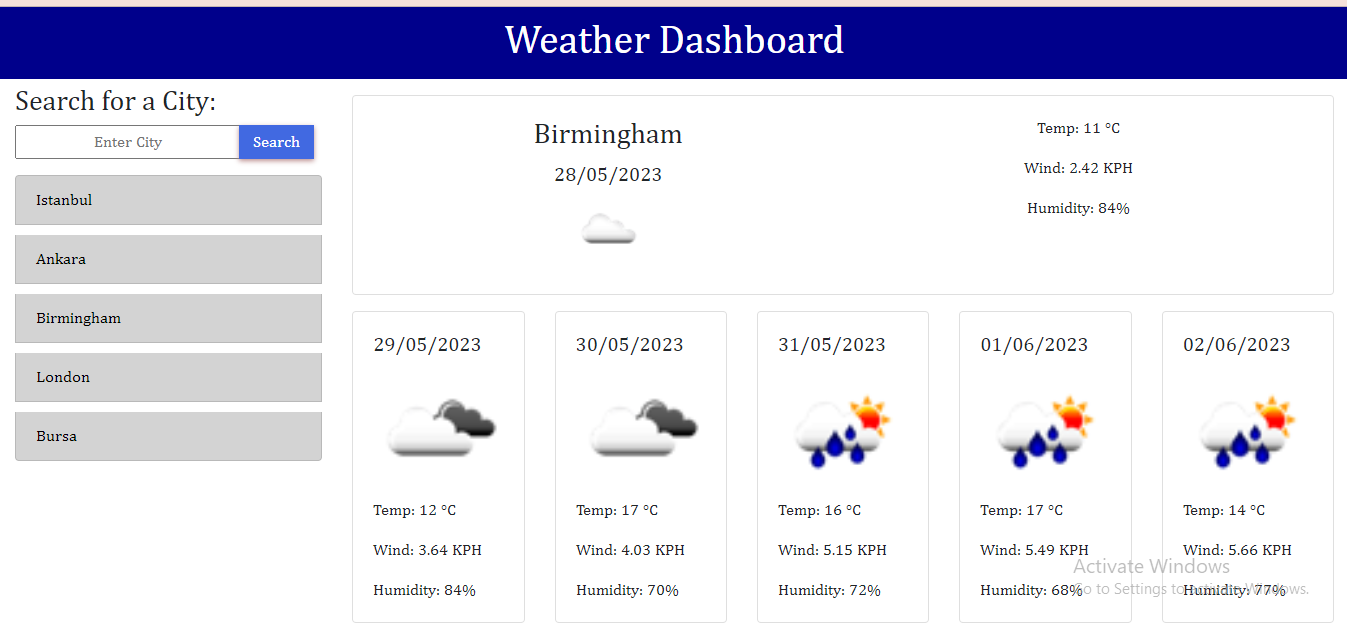 Weather Dashboard
Search for a City:
Enter City
Search
Istanbul
Ankara
Birmingham
London
Bursa
Birmingham
28/05/2023
Temp: 11 °C
Wind: 2.42 KPH
Humidity: 84%
29/05/2023
Temp: 12 °C
Wind: 3.64 KPH
Humidity: 84%
30/05/2023
Temp: 17 °C
Wind: 4.03 KPH
Humidity: 70%
31/05/2023
Temp: 16 °C
Wind: 5.15 KPH
Humidity: 72%
01/06/2023
Temp: 17 °C
Wind: 5.49 KPH
Humidity: 68%
02/06/2023
Temp: 14 °C
Wind: 5.66 KPH
Humidity: 77%
Activate Windows
Go to Settings to activate Windows.